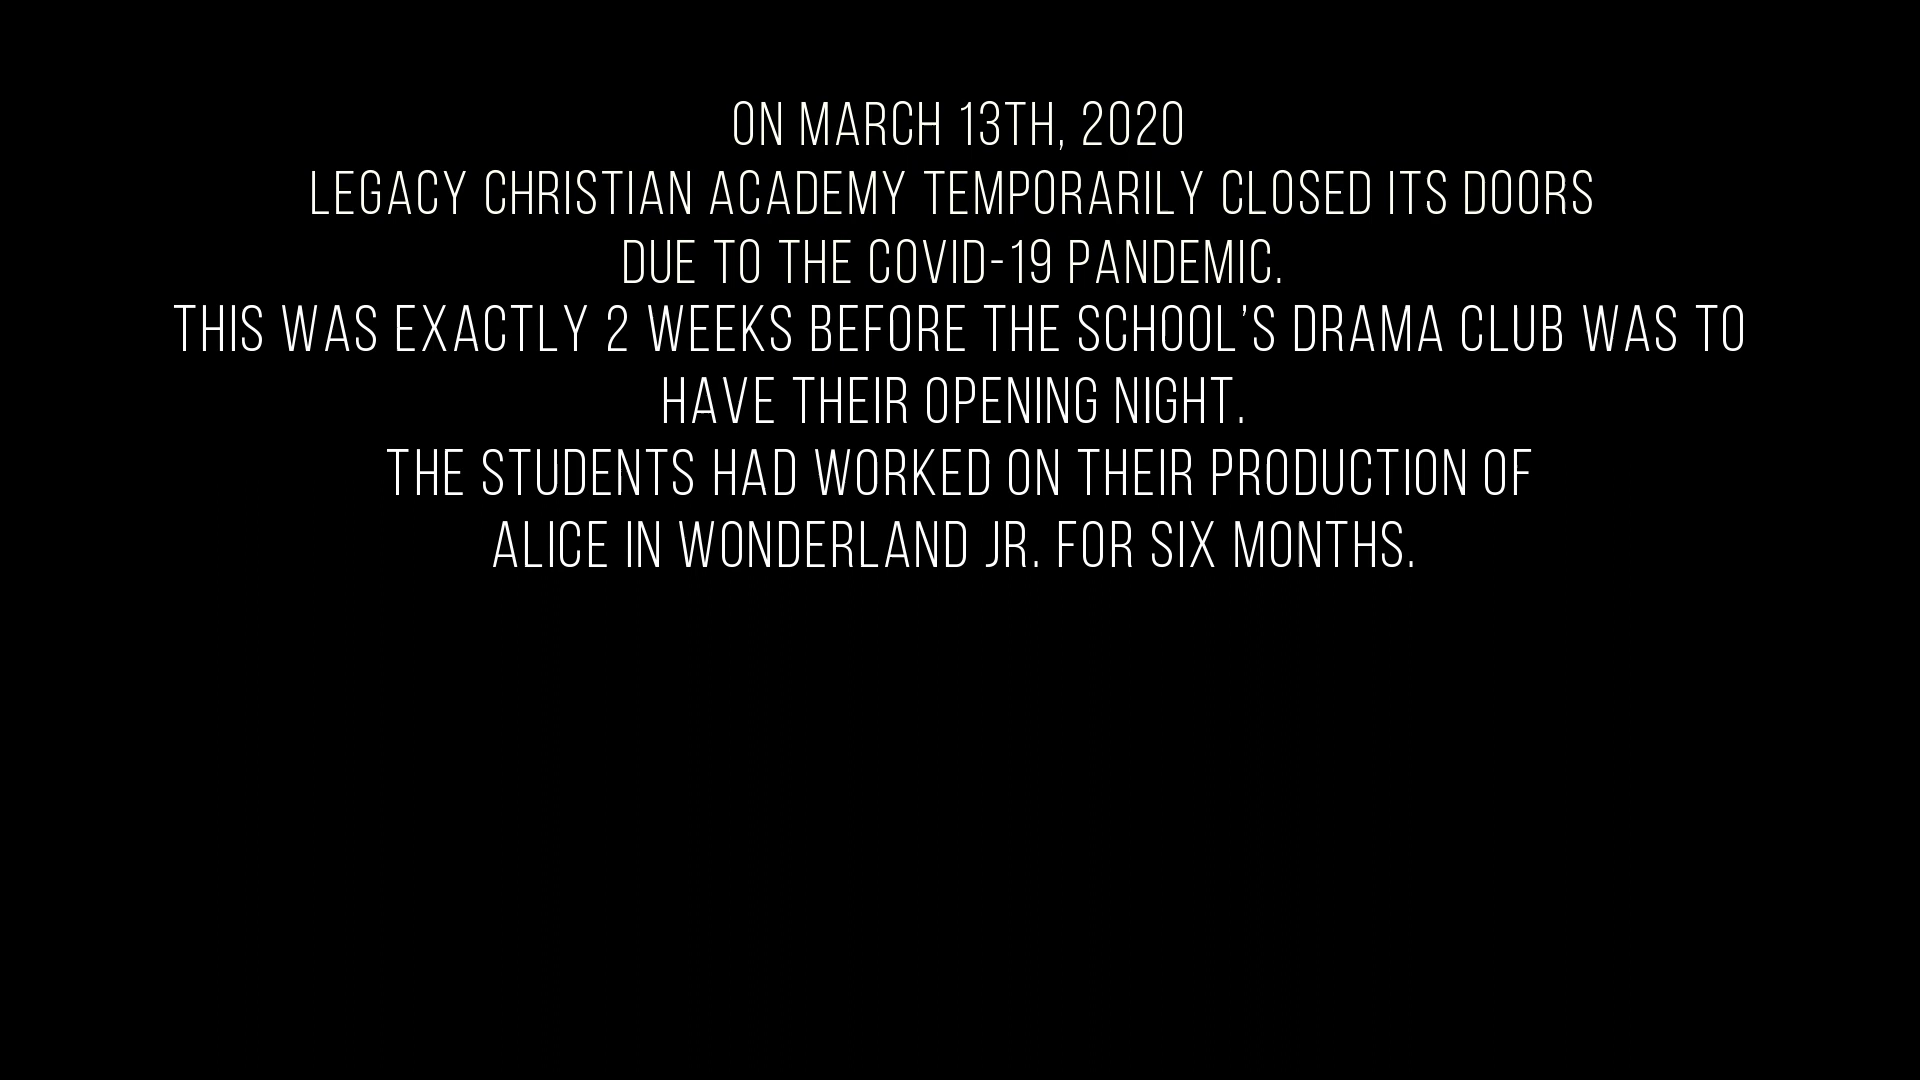 ON MARCH 13TH, 2020
LEGACY CHRISTIAN ACADEMY TEMPORARILY CLOSED ITS DOORS
DUE TO THE COVID-19 PANDEMIC.
THIS WAS EXACTLY 2 WEEKS BEFORE THE SCHOOL’S DRAMA CLUB WAS TO
HAVE THEIR OPENING NIGHT.
THE STUDENTS HAD WORKED ON THEIR PRODUCTION OF
ALICE IN WONDERLAND JR. FOR SIX MONTHS.